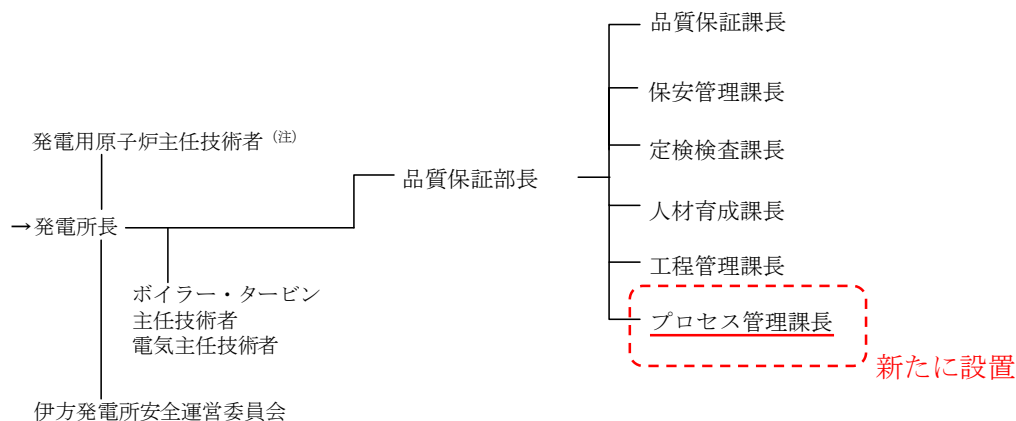 品質保証課長
保安管理課長
発電用原子炉主任技術者 (注)
定検検査課長
品質保証部長
人材育成課長
→発電所長
工程管理課長
ボイラー・タービン
主任技術者
電気主任技術者
プロセス管理課長
新たに設置
伊方発電所安全運営委員会